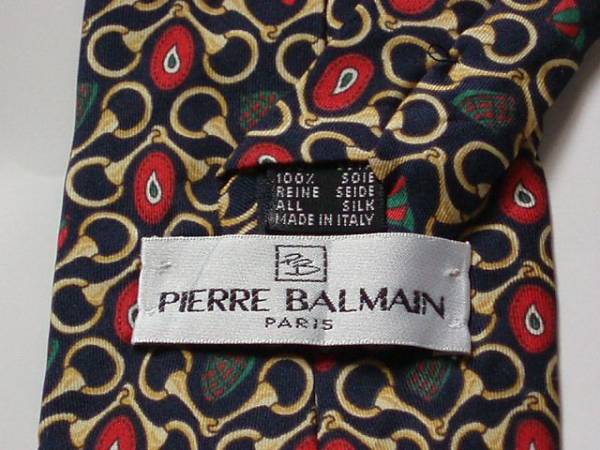 100% SOIE
REINE SEIDE
ALL SILK
MADE IN ITALY
PB
PIERRE BALMAIN
PARIS